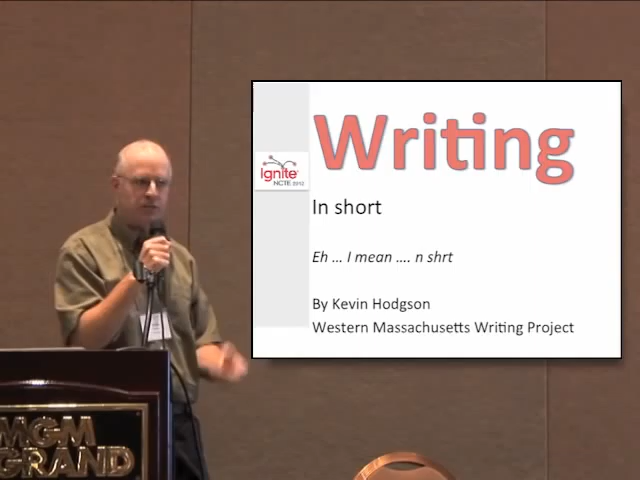 Writing
Ignite
NCTE 2012
In short
Eh ... I mean .... n shrt
By Kevin Hodgson
Western Massachusetts Writing Project
MGM
GRAND